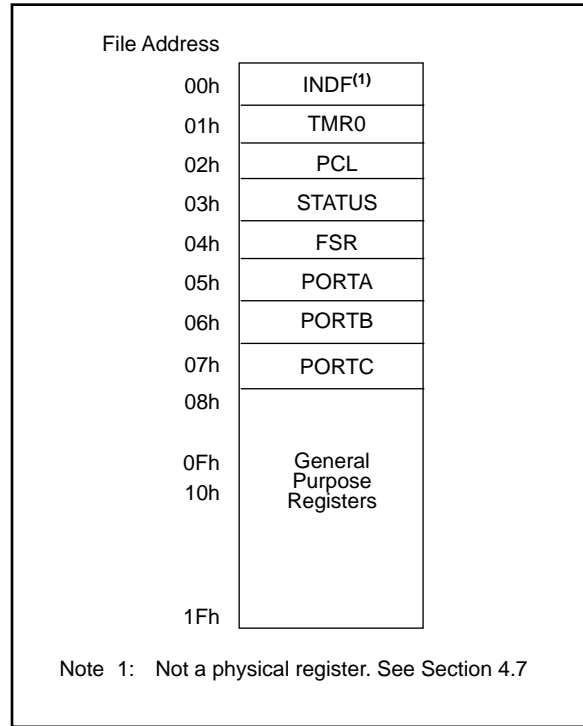 File Address
00h INDF(1)
01h TMR0
02h PCL
03h STATUS
04h FSR
05h PORTA
06h PORTB
07h PORTC
08h
0Fh General
Purpose
10h Registers
1Fh
Note 1: Not a physical register. See Section 4.7